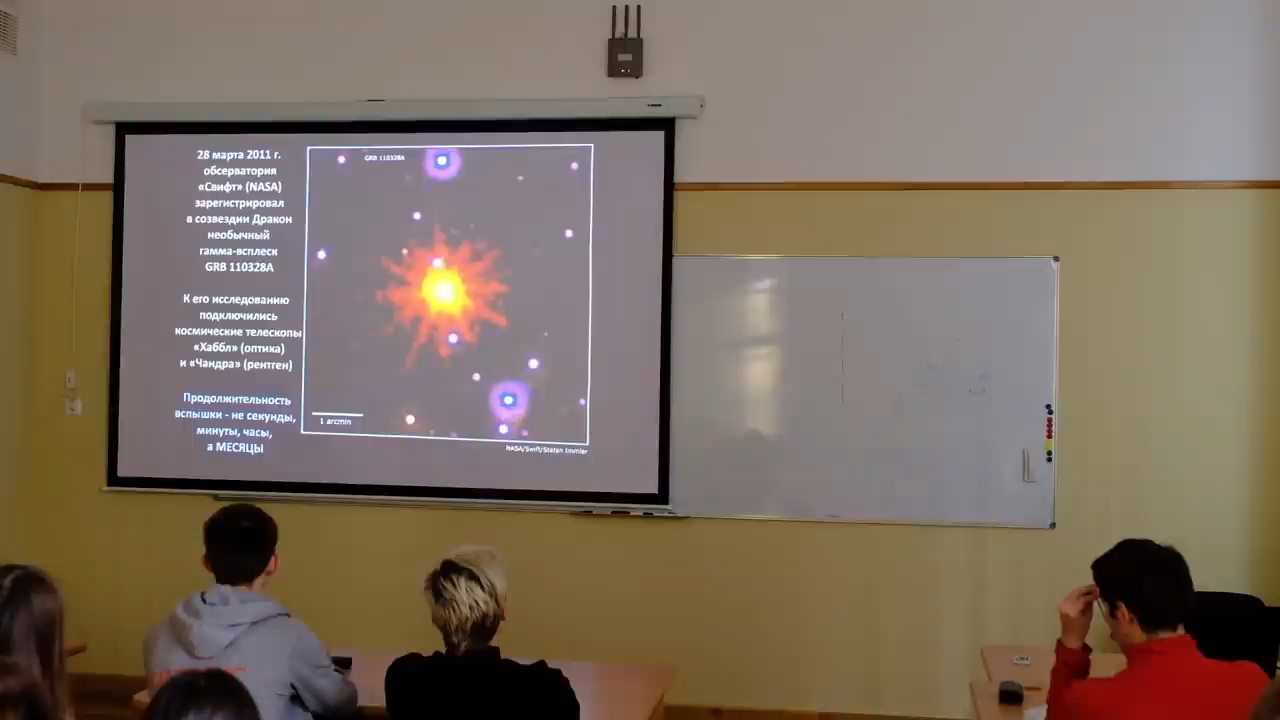 28 марта 2011 г.
обсерватория
«Свифт» (NASA)
зарегистрировал
в созвездии Дракон
необычный
гамма-всплеск
GRB 110328A
К его исследованию
подключились
космические телескопы
«Хаббл» (оптика)
и «Чандра» (рентген)
Продолжительность
вспышки - не секунды,
минуты, часы,
а МЕСЯЦЫ
GRB 110328A
1 arcmin
NASA/Swift/Stefan Immler